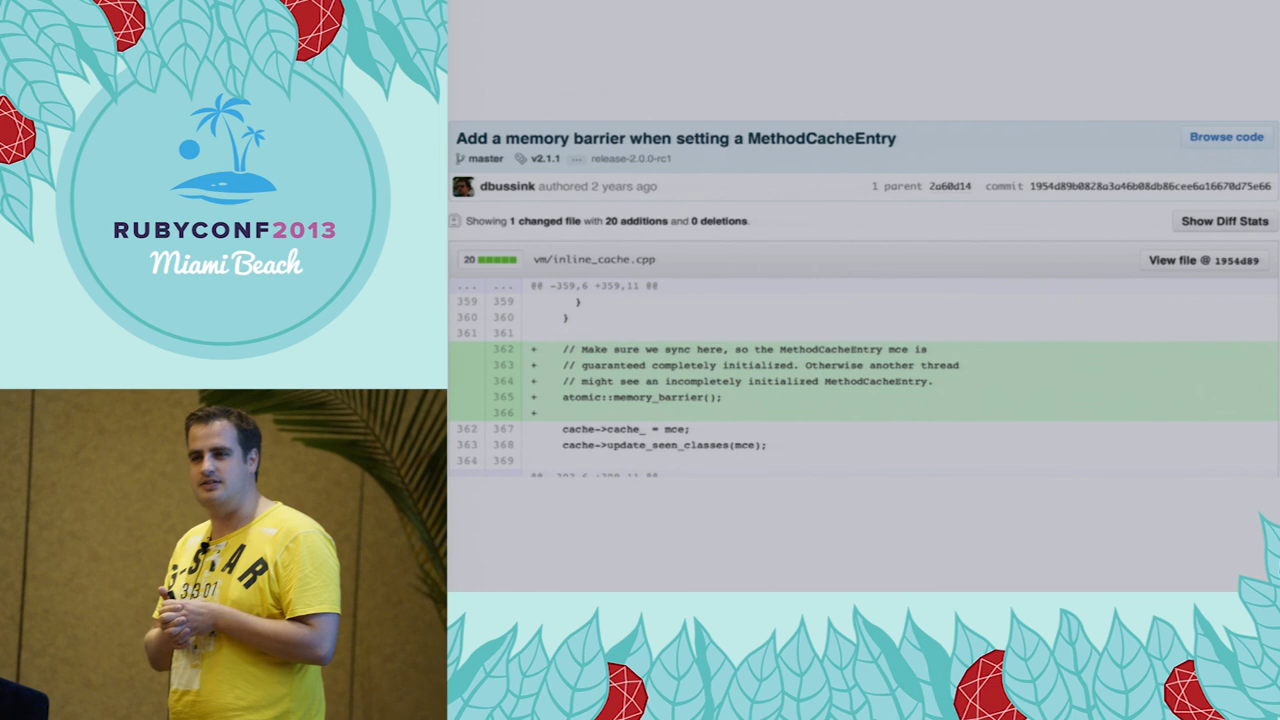 RUBYCONF2013
Miami Beach
Add a memory barrier when setting a MethodCacheEntry
Browse code
master v2.1.1 ... release-2.0.0-rc1
dbussink authored 2 years ago
1 parent 2a60d14 commit 1954d89b0828a3a46b08db86cee6a16670d75e66
Showing 1 changed file with 20 additions and 0 deletions.
Show Diff Stats
20 vm/inline_cache.cpp
View file @ 1954d89
... ... @@ -359,6 +359,11 @@
359 359 }
360 360 }
361 361
362 + // Make sure we sync here, so the MethodCacheEntry mce is
363 + // guaranteed completely initialized. Otherwise another thread
364 + // might see an incompletely initialized MethodCacheEntry.
365 + atomic::memory_barrier();
366 +
362 367 cache->cache_ = mce;
363 368 cache->update_seen_classes(mce);
364 369
-STAR
3301